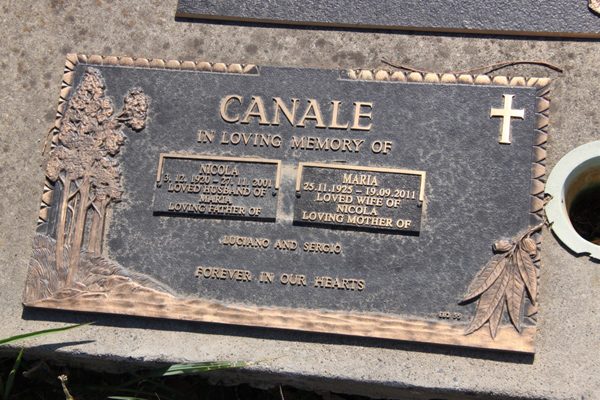 CANALE
IN LOVING MEMORY OF
NICOLA
3.12.1920 - 27.11.2001
LOVED HUSBAND OF
MARIA
LOVING FATHER OF
MARIA
25.11.1925 - 19.09.2011
LOVED WIFE OF
NICOLA
LOVING MOTHER OF
LUCIANO AND SERGIO
FOREVER IN OUR HEARTS